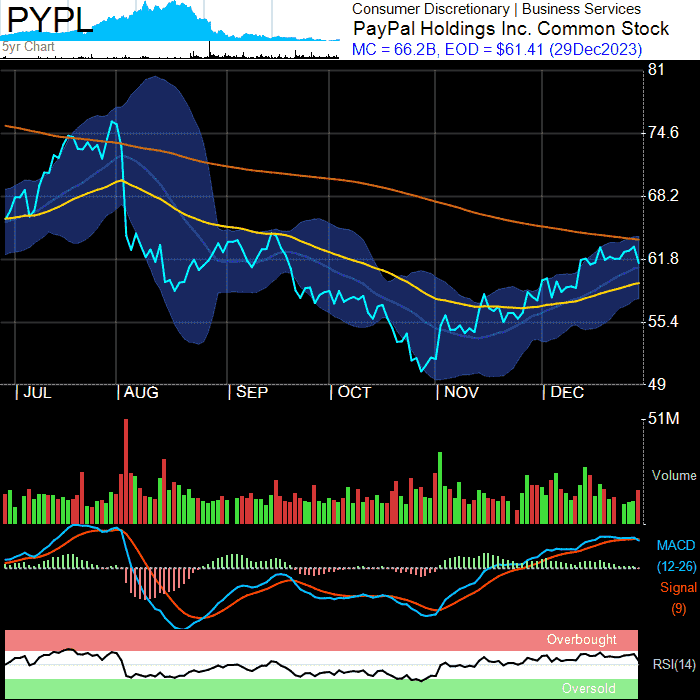 PYPL
5yr Chart
Consumer Discretionary | Business Services
PayPal Holdings Inc. Common Stock
MC = 66.2B, EOD = $61.41 (29Dec2023)
81
74.6
68.2
61.8
55.4
49
| JUL | AUG | SEP | OCT | NOV | DEC
51M
Volume
MACD
(12-26)
Signal
(9)
Overbought
RSI(14)
Oversold